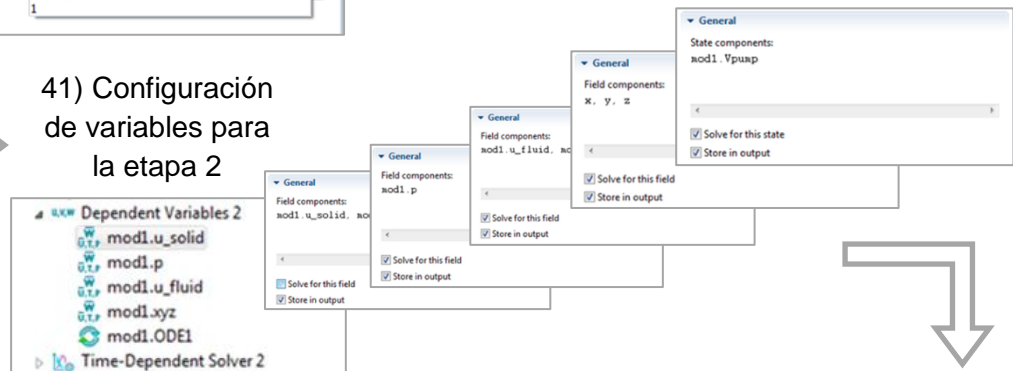 1
41) Configuración
de variables para
la etapa 2
Dependent Variables 2
mod1.u_solid
mod1.p
mod1.u_fluid
mod1.xyz
mod1.ODE1
Time-Dependent Solver 2
General
Field components:
mod1.u_solid,
Solve for this field
Store in output
General
Field components:
mod1.p
Solve for this field
Store in output
General
Field components:
mod1.u_fluid,
Solve for this field
Store in output
General
Field components:
x, y, z
Solve for this field
Store in output
General
State components:
mod1.Vpump
Solve for this state
Store in output